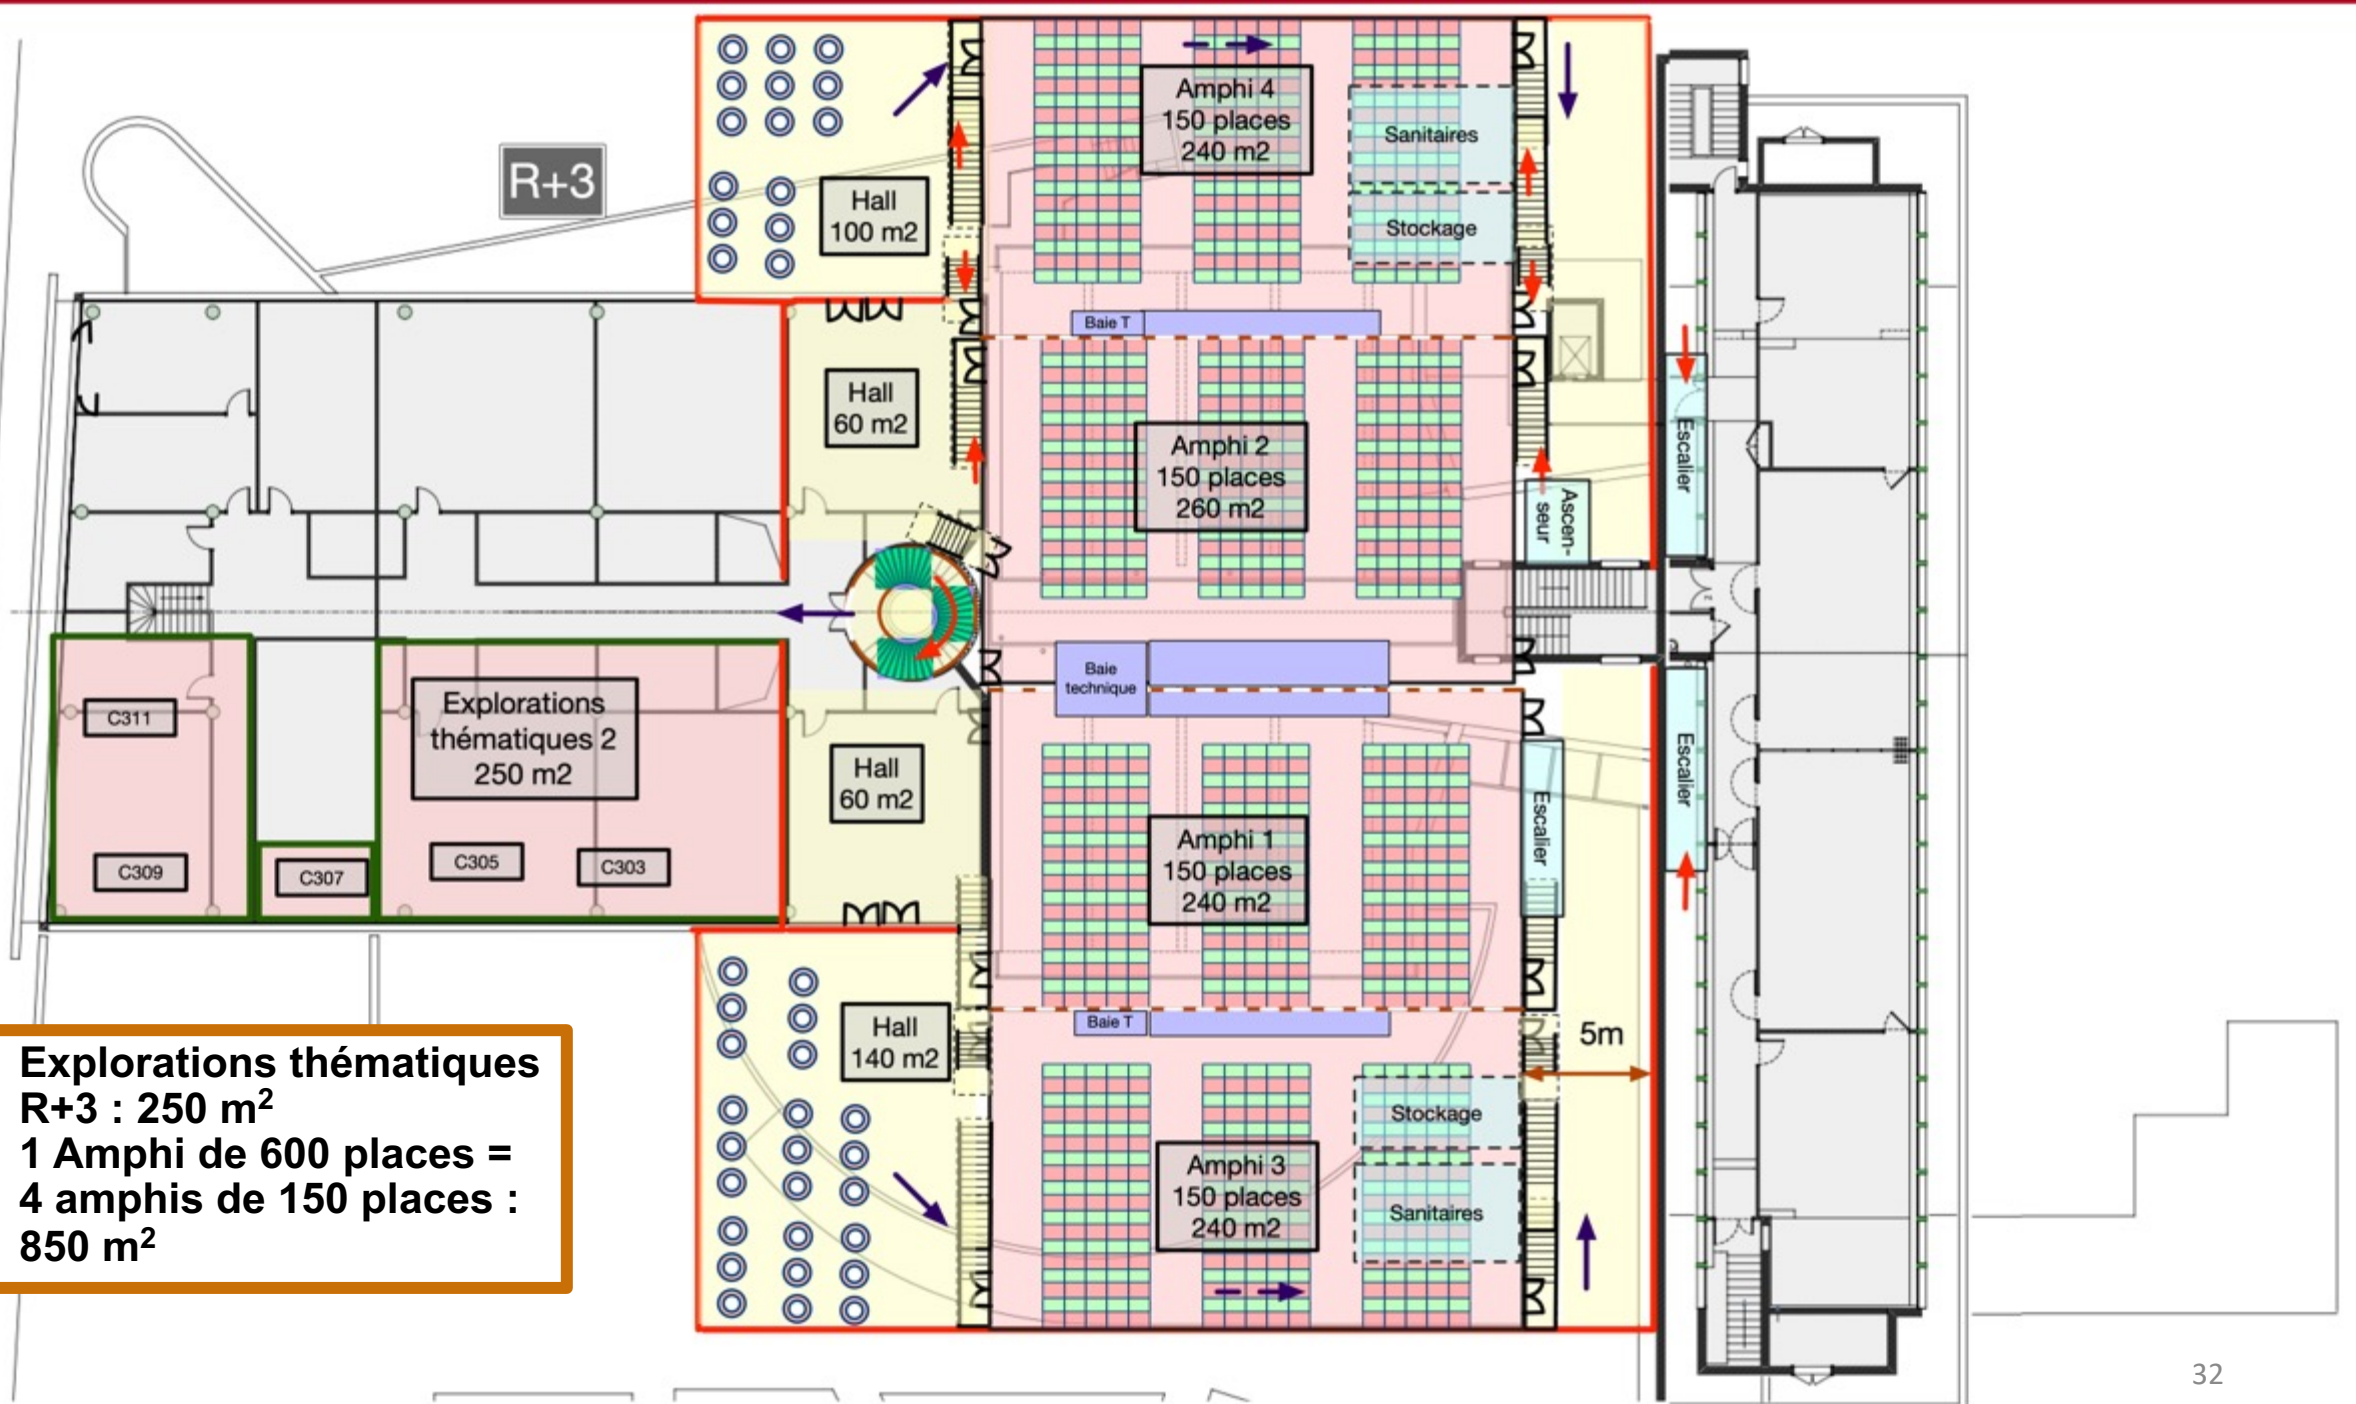 R+3
Amphi 4
150 places
240 m2
Sanitaires
Stockage
Hall
100 m2
Baie T
Hall
60 m2
Amphi 2
150 places
260 m2
Ascen-
seur
Escalier
Baie
technique
Explorations
thématiques 2
250 m2
C311
C309
C307
C305
C303
Hall
60 m2
Amphi 1
150 places
240 m2
Escalier
Escalier
Baie T
Hall
140 m2
5m
Stockage
Sanitaires
Amphi 3
150 places
240 m2
Explorations thématiques
R+3 : 250 m²
1 Amphi de 600 places =
4 amphis de 150 places :
850 m²
32